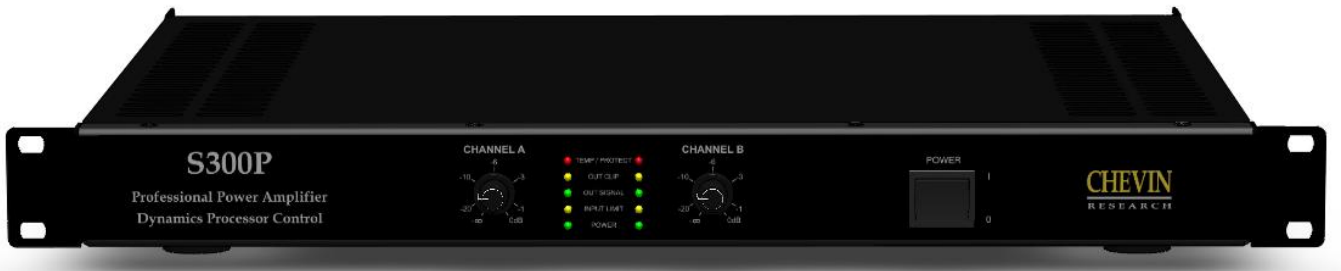 S300P
Professional Power Amplifier
Dynamics Processor Control
CHANNEL A
-6
-10
-3
-20
-1
-∞
0dB
TEMP / PROTECT
OUT CLIP
OUT SIGNAL
INPUT LIMIT
POWER
CHANNEL B
-6
-10
3
-20
-1
-∞
0dB
POWER
I
0
CHEVIN
RESEARCH